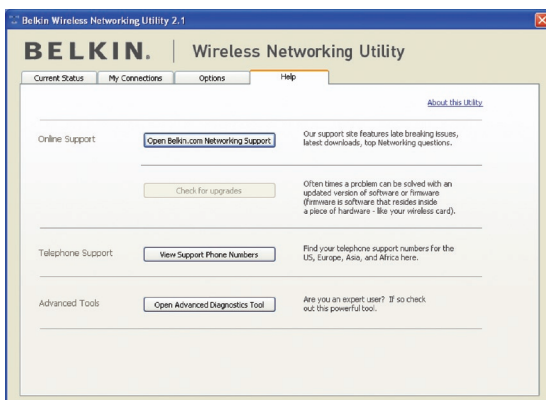 Belkin Wireless Networking Utility 2.1
BELKIN. | Wireless Networking Utility
Current Status My Connections Options Help
About this Utility
Online Support
Open Belkin.com Networking Support
Our support site features late breaking issues,
latest downloads, top Networking questions.
Check for upgrades
Often times a problem can be solved with an
updated version of software or firmware
(firmware is software that resides inside
a piece of hardware - like your wireless card).
Telephone Support
View Support Phone Numbers
Find your telephone support numbers for the
US, Europe, Asia, and Africa here.
Advanced Tools
Open Advanced Diagnostics Tool
Are you an expert user? If so check
out this powerful tool.